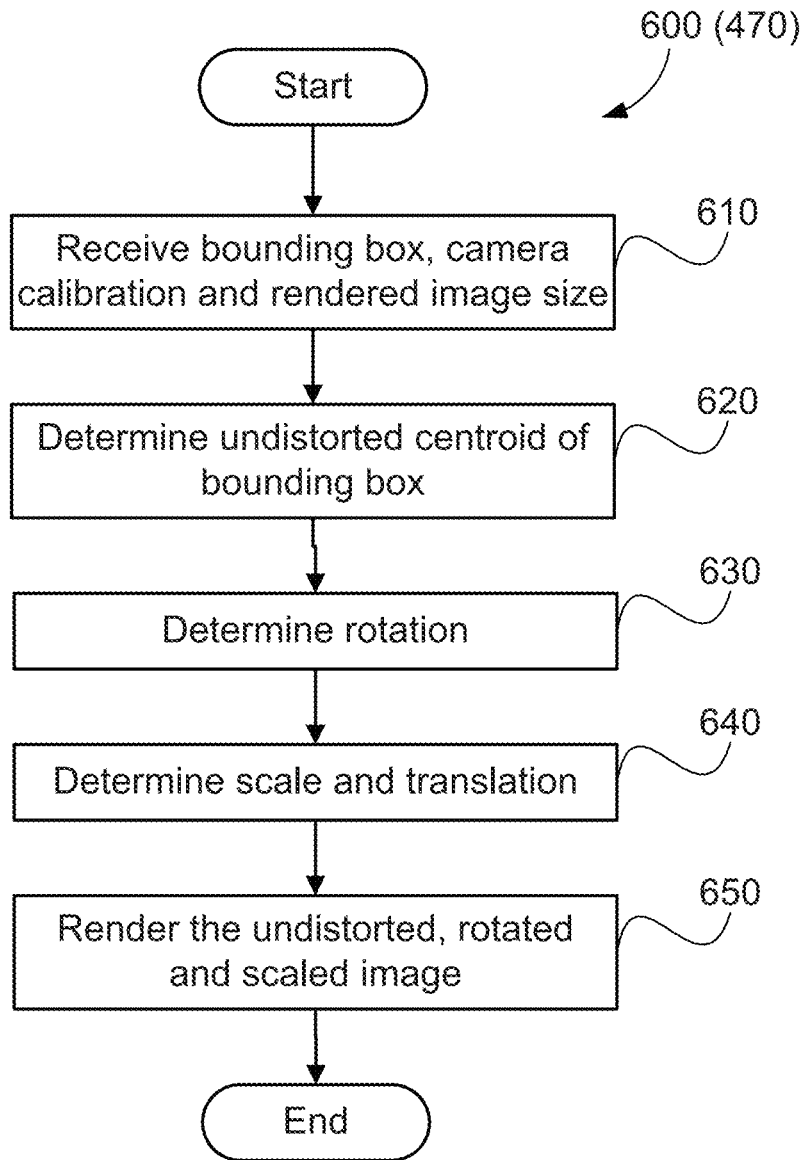 600 (470)
Start
610
Receive bounding box, camera
calibration and rendered image size
620
Determine undistorted centroid of
bounding box
630
Determine rotation
640
Determine scale and translation
650
Render the undistorted, rotated
and scaled image
End